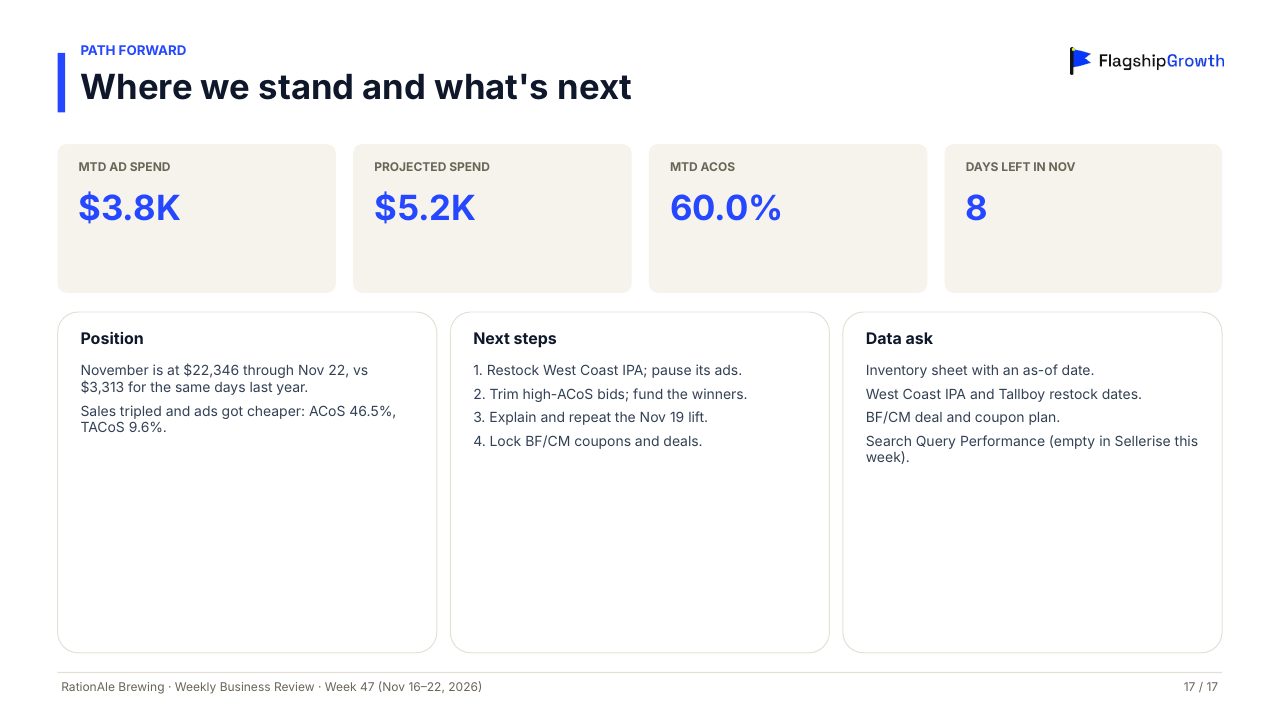 PATH FORWARD
Where we stand and what's next
FlagshipGrowth
MTD AD SPEND
$3.8K
PROJECTED SPEND
$5.2K
MTD ACOS
60.0%
DAYS LEFT IN NOV
8
Position
November is at $22,346 through Nov 22, vs
$3,313 for the same days last year.
Sales tripled and ads got cheaper: ACoS 46.5%,
TACoS 9.6%.
Next steps
1. Restock West Coast IPA; pause its ads.
2. Trim high-ACoS bids; fund the winners.
3. Explain and repeat the Nov 19 lift.
4. Lock BF/CM coupons and deals.
Data ask
Inventory sheet with an as-of date.
West Coast IPA and Tallboy restock dates.
BF/CM deal and coupon plan.
Search Query Performance (empty in Sellerise this
week).
RationAle Brewing · Weekly Business Review · Week 47 (Nov 16–22, 2026)
17 / 17